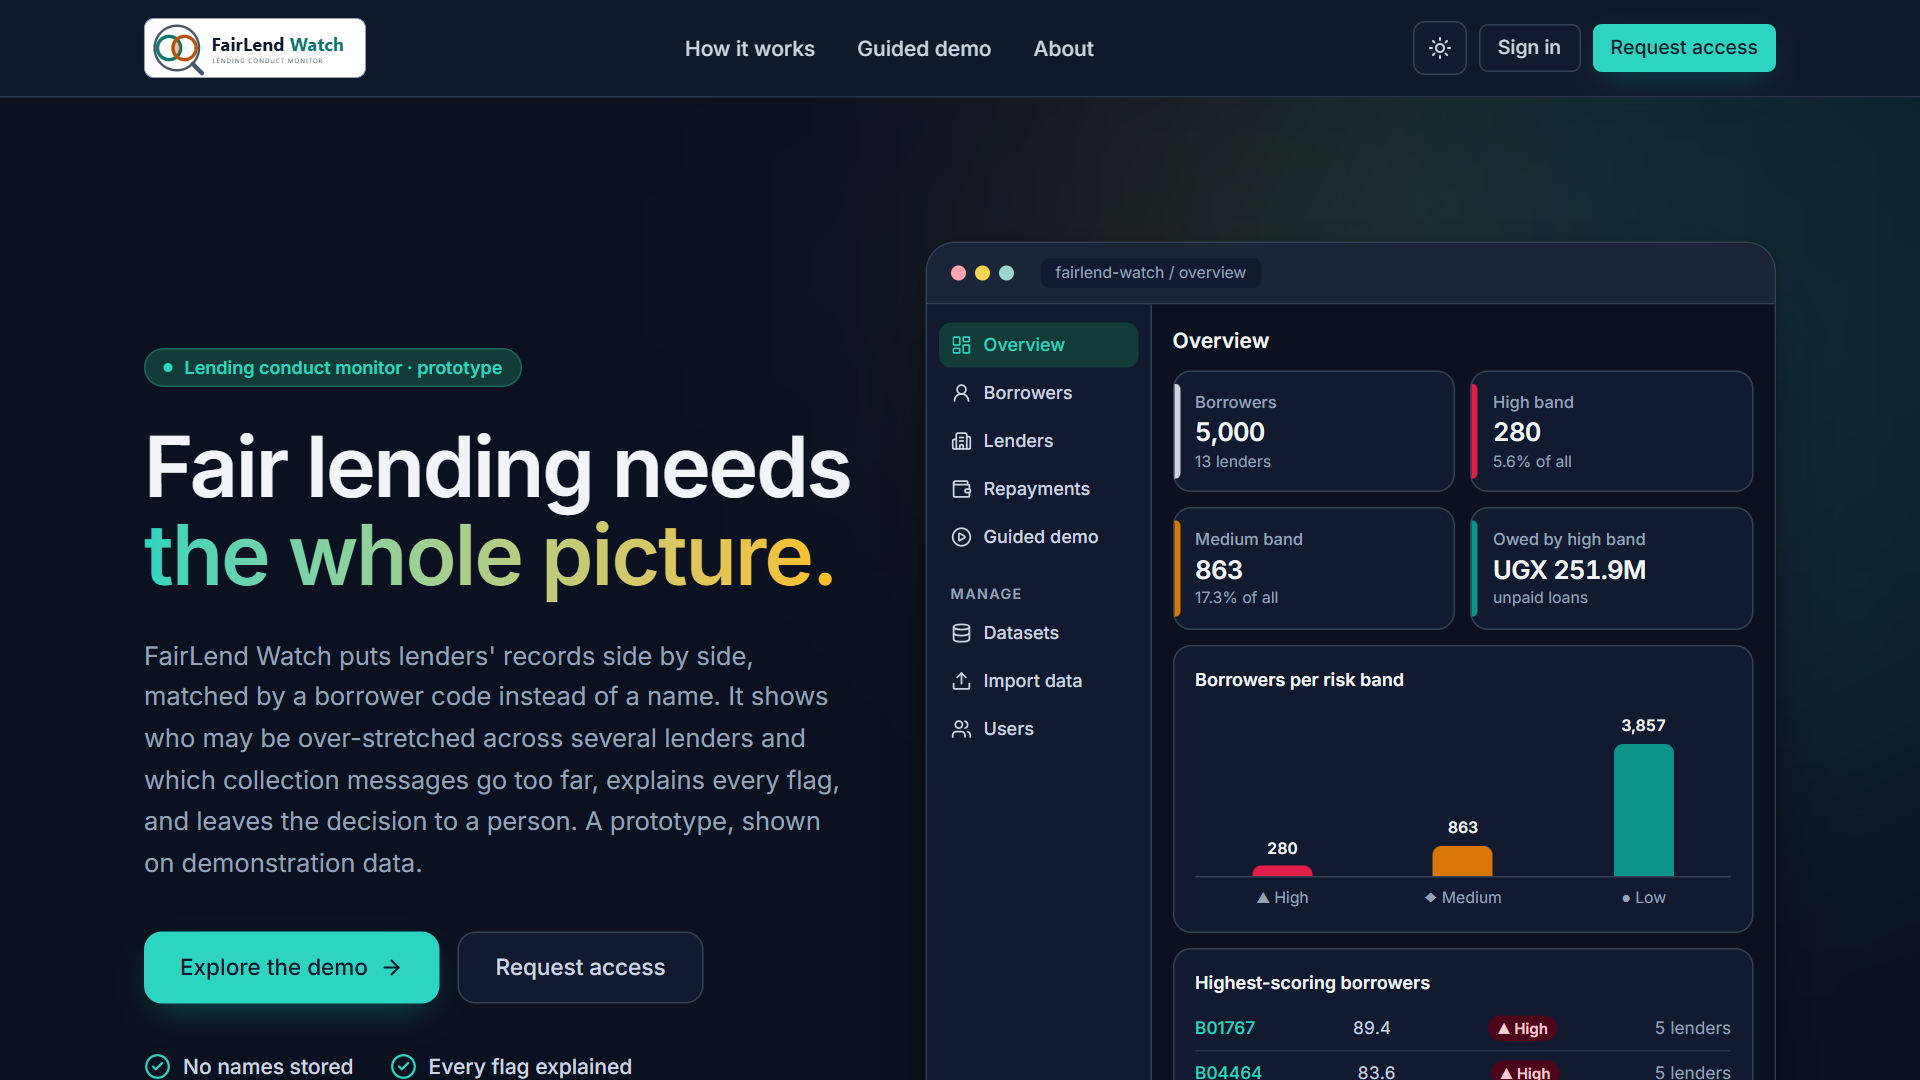 FairLend Watch
LENDING CONDUCT MONITOR
How it works
Guided demo
About
Sign in
Request access
Lending conduct monitor · prototype
Fair lending needs
the whole picture.
FairLend Watch puts lenders' records side by side,
matched by a borrower code instead of a name. It shows
who may be over-stretched across several lenders and
which collection messages go too far, explains every flag,
and leaves the decision to a person. A prototype, shown
on demonstration data.
Explore the demo →
Request access
No names stored
Every flag explained
fairlend-watch / overview
Overview
Borrowers
Lenders
Repayments
Guided demo
MANAGE
Datasets
Import data
Users
Overview
Borrowers
5,000
13 lenders
High band
280
5.6% of all
Medium band
863
17.3% of all
Owed by high band
UGX 251.9M
unpaid loans
Borrowers per risk band
280
863
3,857
▲ High
◆ Medium
● Low
Highest-scoring borrowers
B01767 89.4 ▲ High 5 lenders
B04464 83.6 ▲ High 5 lenders